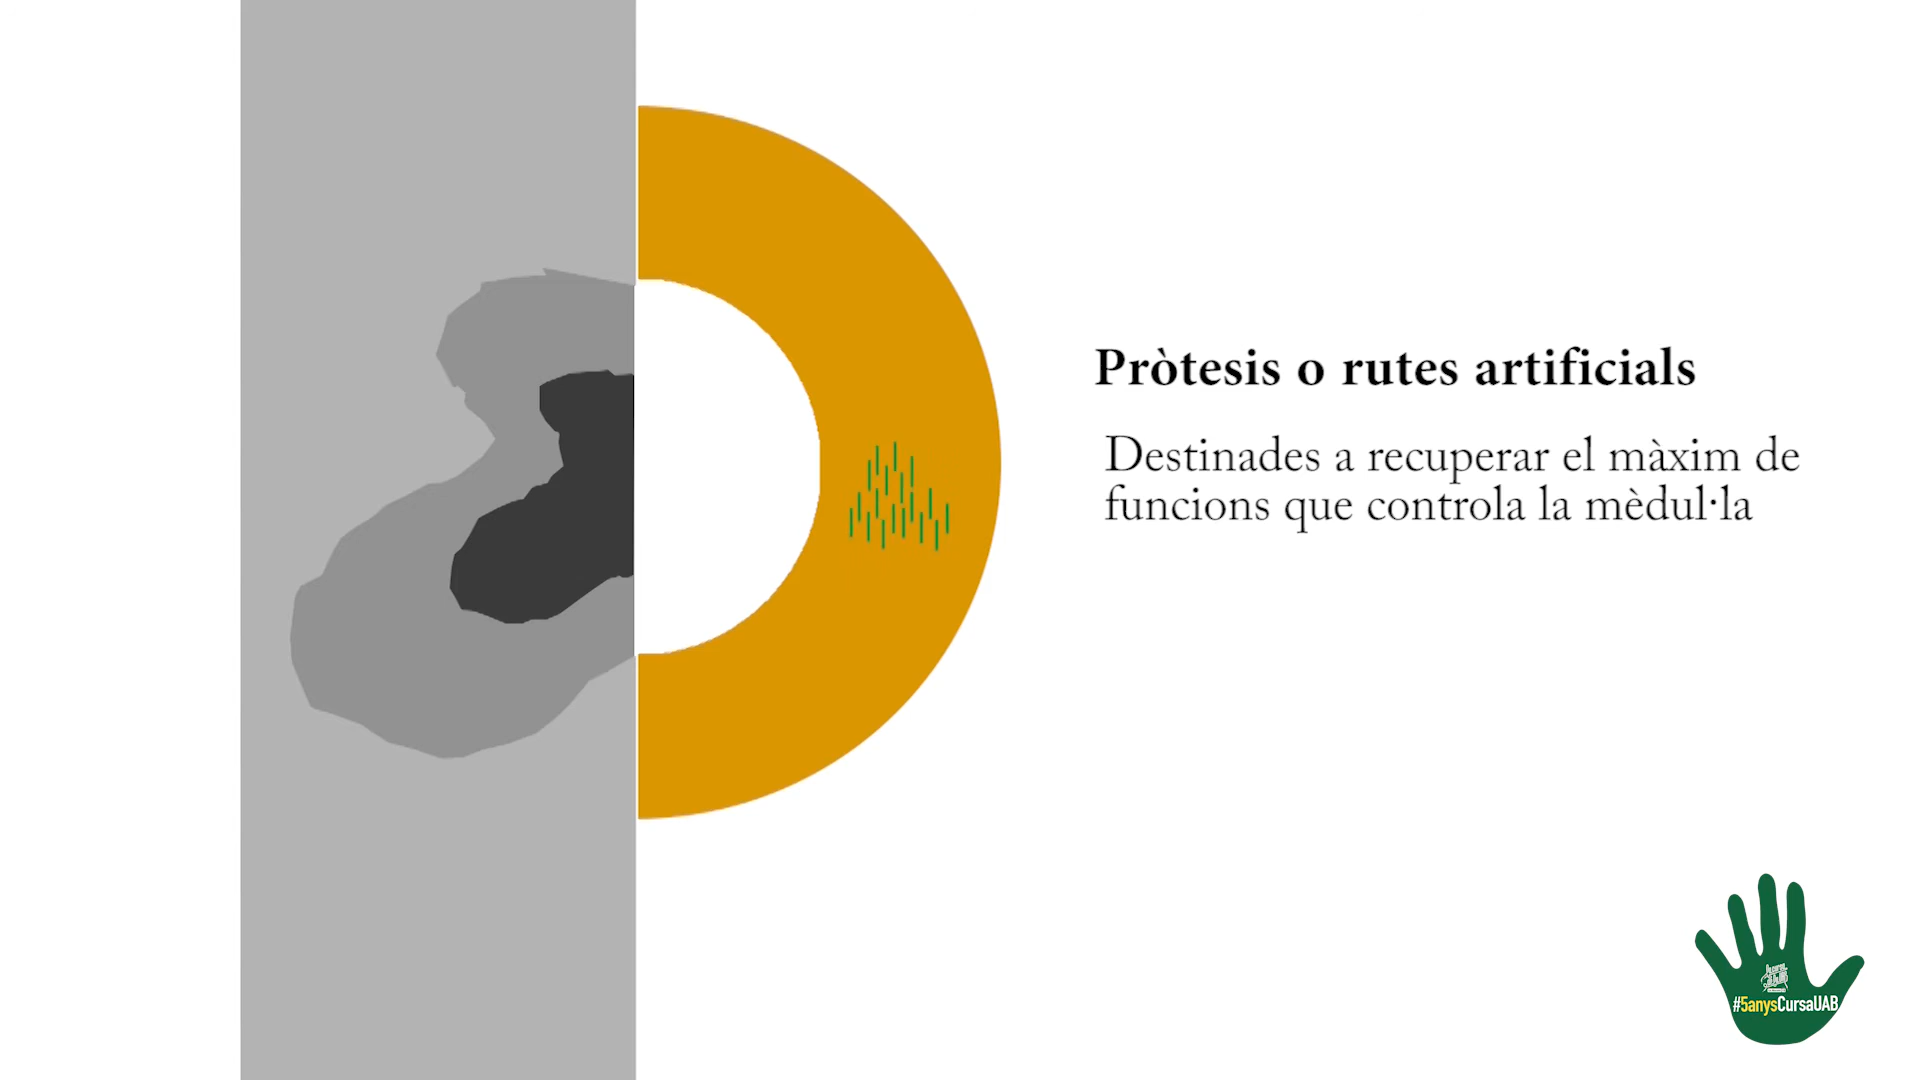 Pròtesis o rutes artificials
Destinades a recuperar el màxim de
funcions que controla la mèdul·la
#5anysCursaUAB